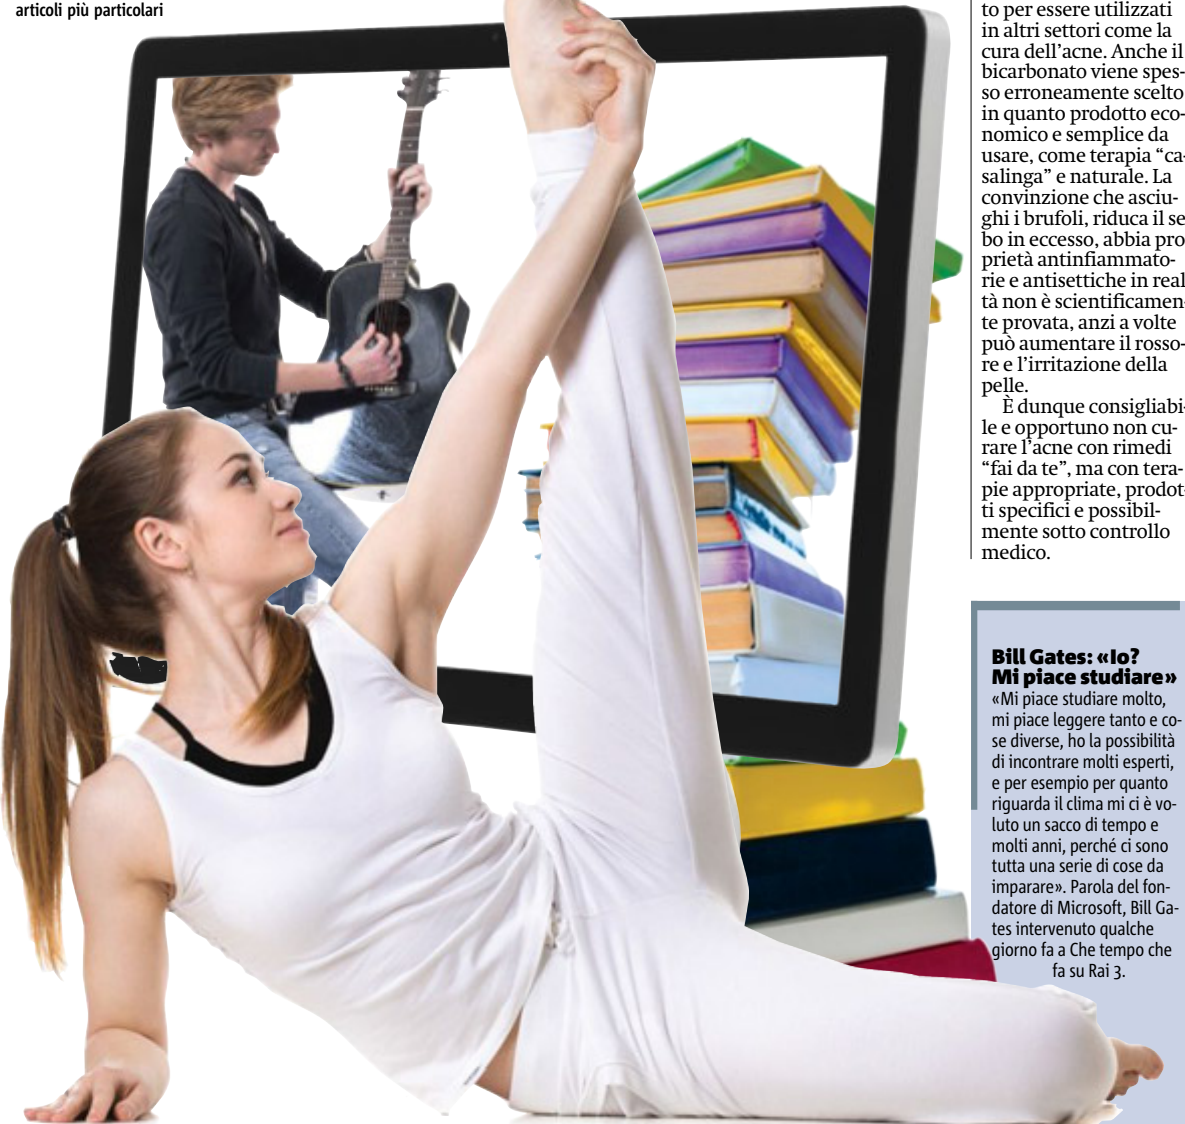 articoli più particolari
to per essere utilizzati
in altri settori come la
cura dell'acne. Anche il
bicarbonato viene spes-
so erroneamente scelto
in quanto prodotto eco-
nomico e semplice da
usare, come terapia “ca-
salinga” e naturale. La
convinzione che asciu-
ghi i brufoli, riduca il se
bo in eccesso, abbia pro
prietà antinfiammato-
rie e antisettiche in real
tà non è scientificamen-
te provata, anzi a volte
può aumentare il rosso-
re e l'irritazione della
pelle.
È dunque consigliabi-
le e opportuno non cu-
rare l'acne con rimedi
“fai da te”, ma con tera-
pie appropriate, prodot-
ti specifici e possibil-
mente sotto controllo
medico.
Bill Gates: «Io?
Mi piace studiare»
«Mi piace studiare molto,
mi piace leggere tanto e co-
se diverse, ho la possibilità
di incontrare molti esperti,
e per esempio per quanto
riguarda il clima mi ci è vo-
luto un sacco di tempo e
molti anni, perché ci sono
tutta una serie di cose da
imparare». Parola del fon-
datore di Microsoft, Bill Ga-
tes intervenuto qualche
giorno fa a Che tempo che
fa su Rai 3.